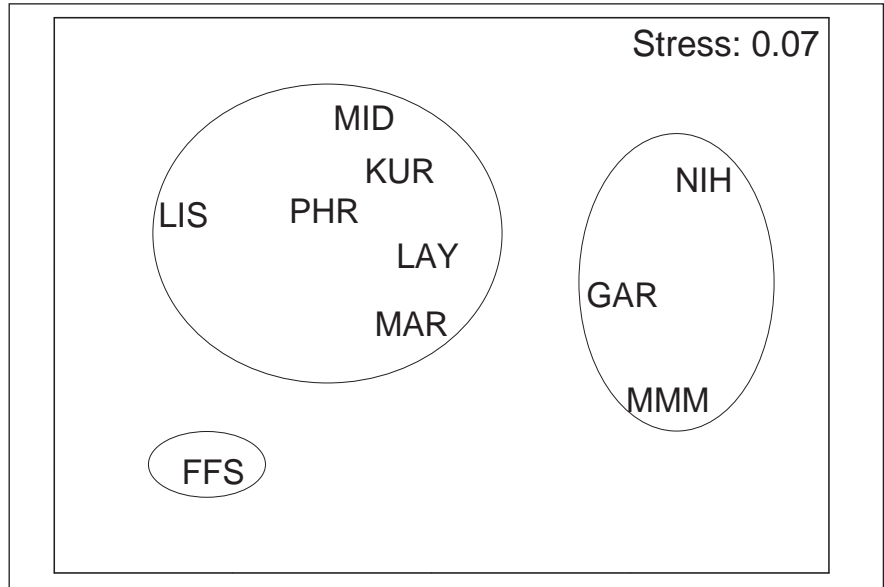 Stress: 0.07
MID
KUR
NIH
LIS
PHR
LAY
GAR
MAR
MMM
FFS